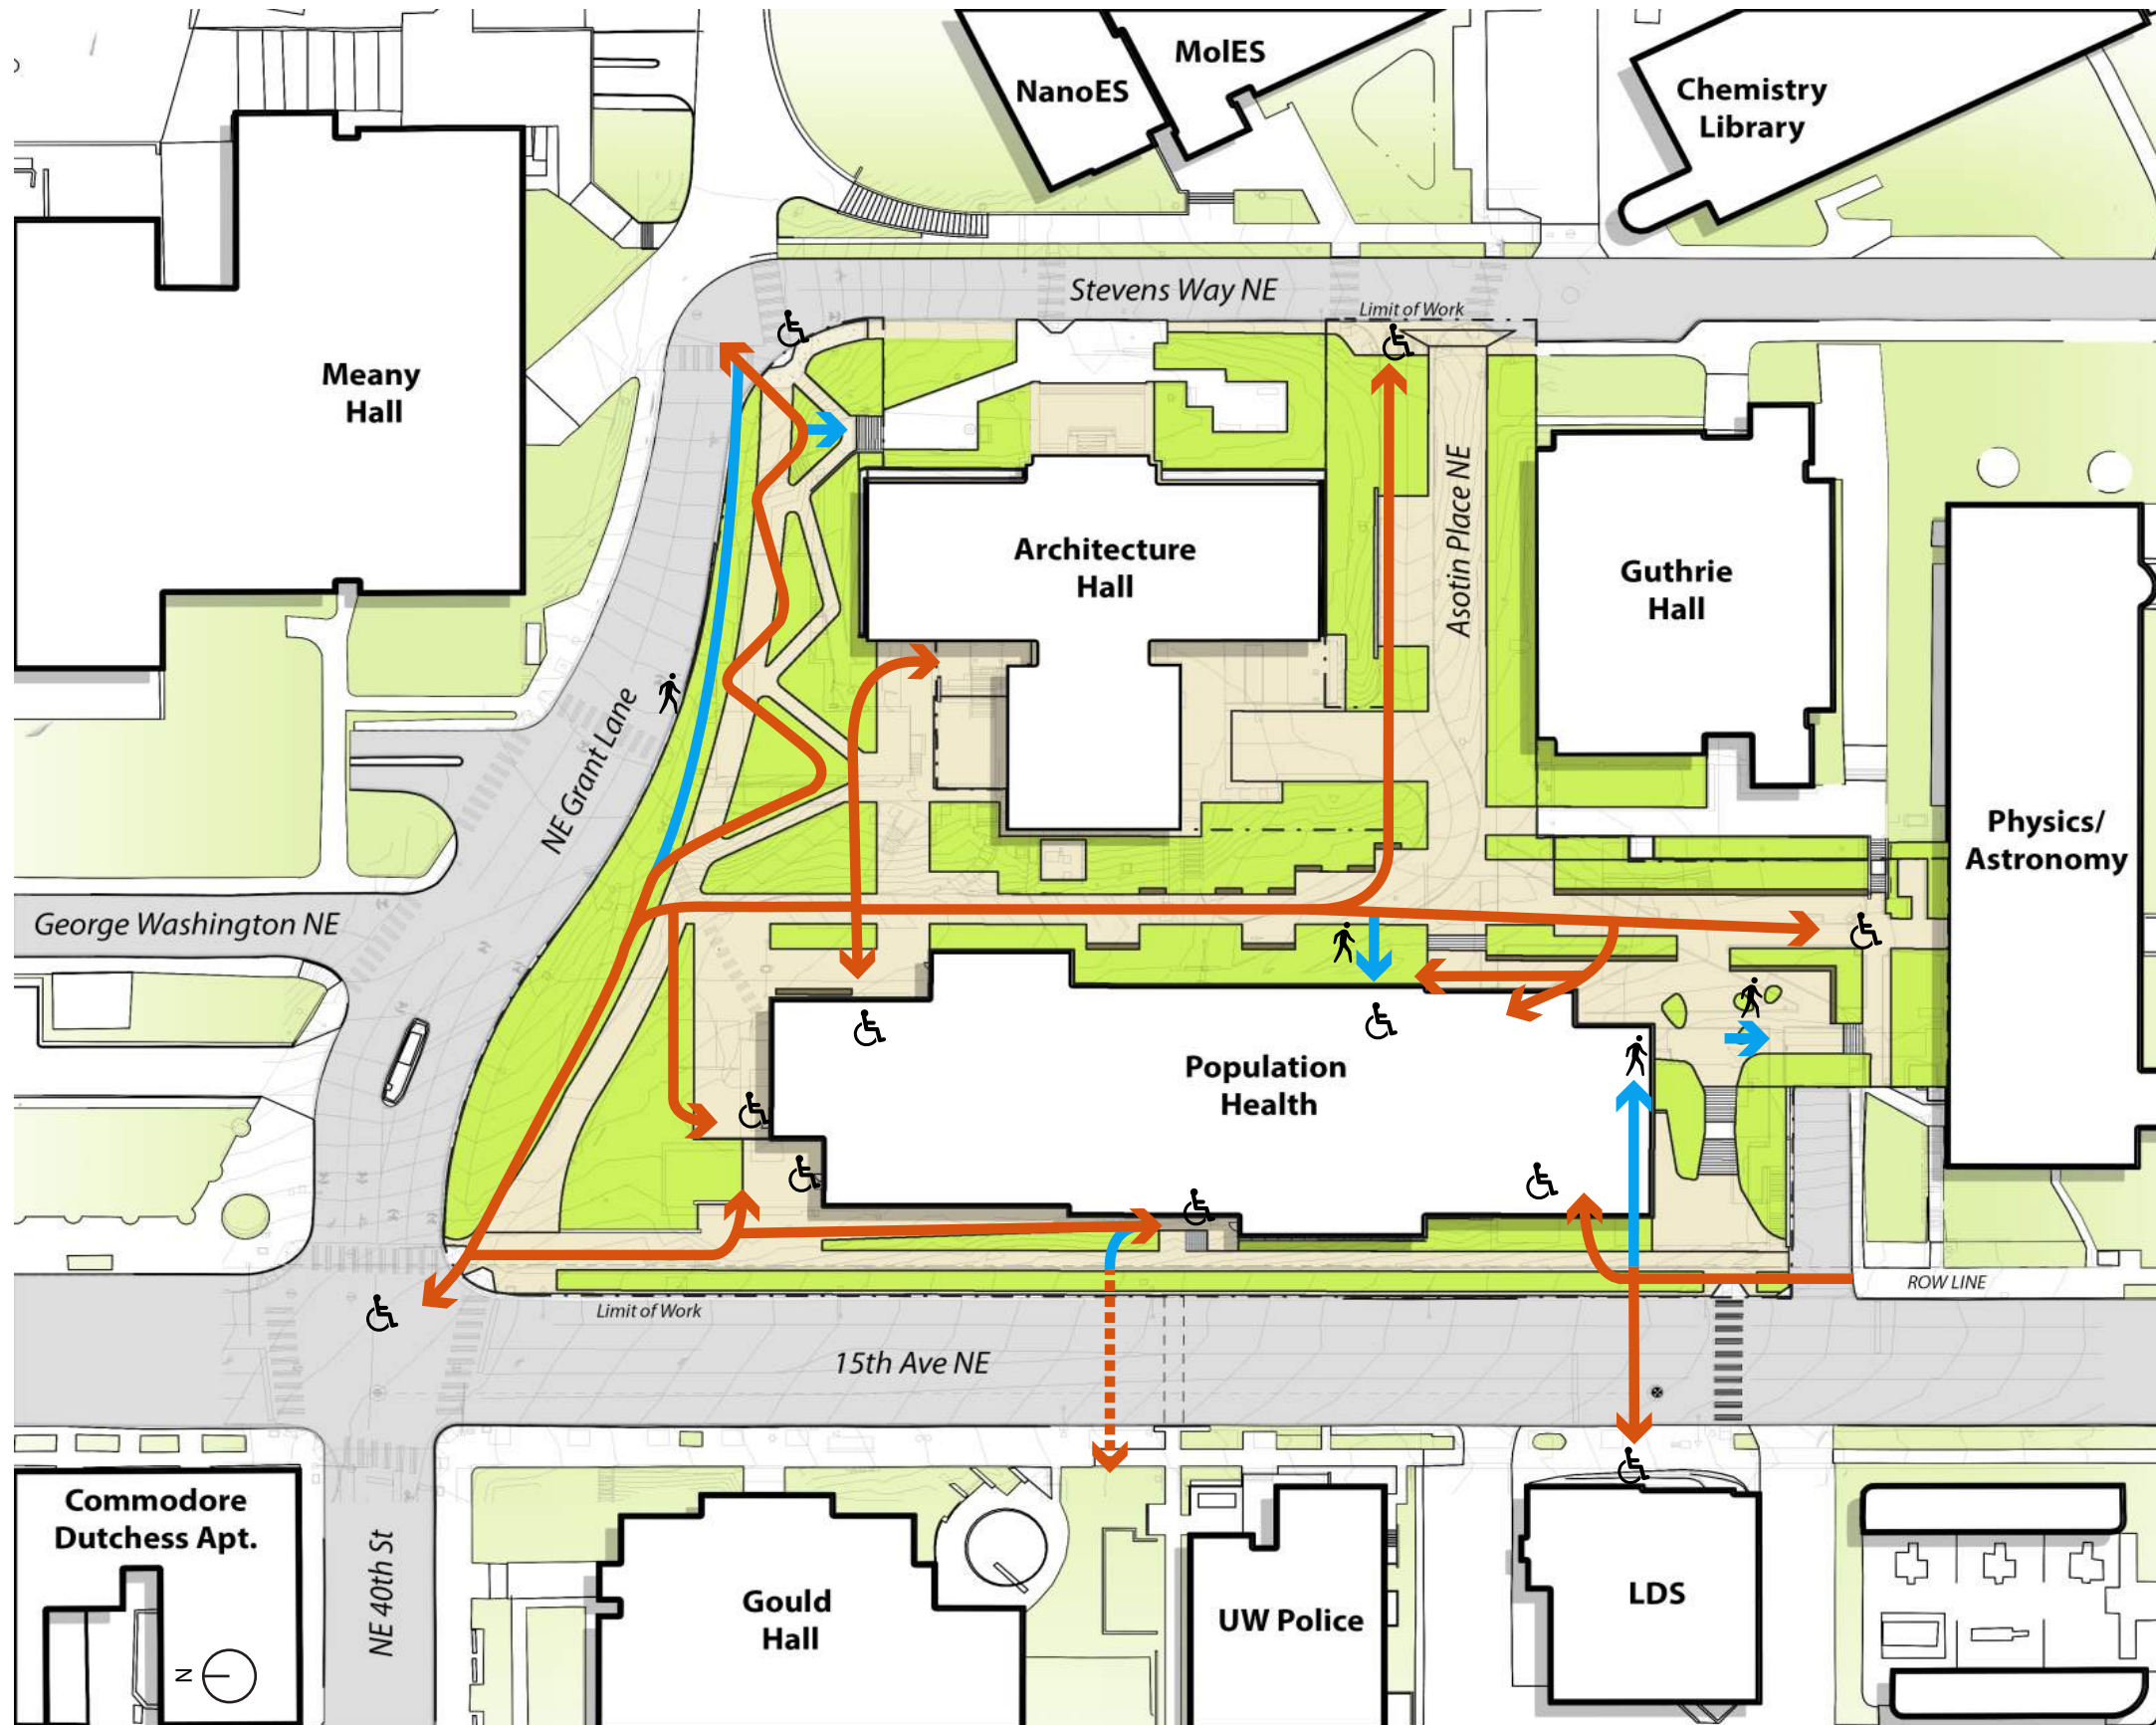 MolES
NanoES
Chemistry
Library
Stevens Way NE
Limit of Work
Meany
Hall
Architecture
Hall
Asotin Place NE
Guthrie
Hall
NE Grant Lane
Physics/
Astronomy
George Washington NE
Population
Health
ROW LINE
Limit of Work
15th Ave NE
Commodore
Dutchess Apt.
NE 40th St
Gould
Hall
UW Police
LDS
N